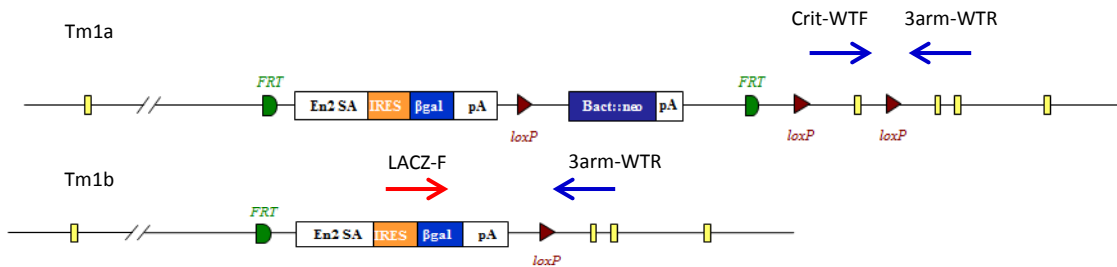 Crit-WTF 3arm-WTR
Tm1a
FRT FRT
En2 SA IRES βgal pA Bact::neo pA
loxP loxP loxP
LACZ-F 3arm-WTR
Tm1b
FRT
En2 SA IRES βgal pA
loxP